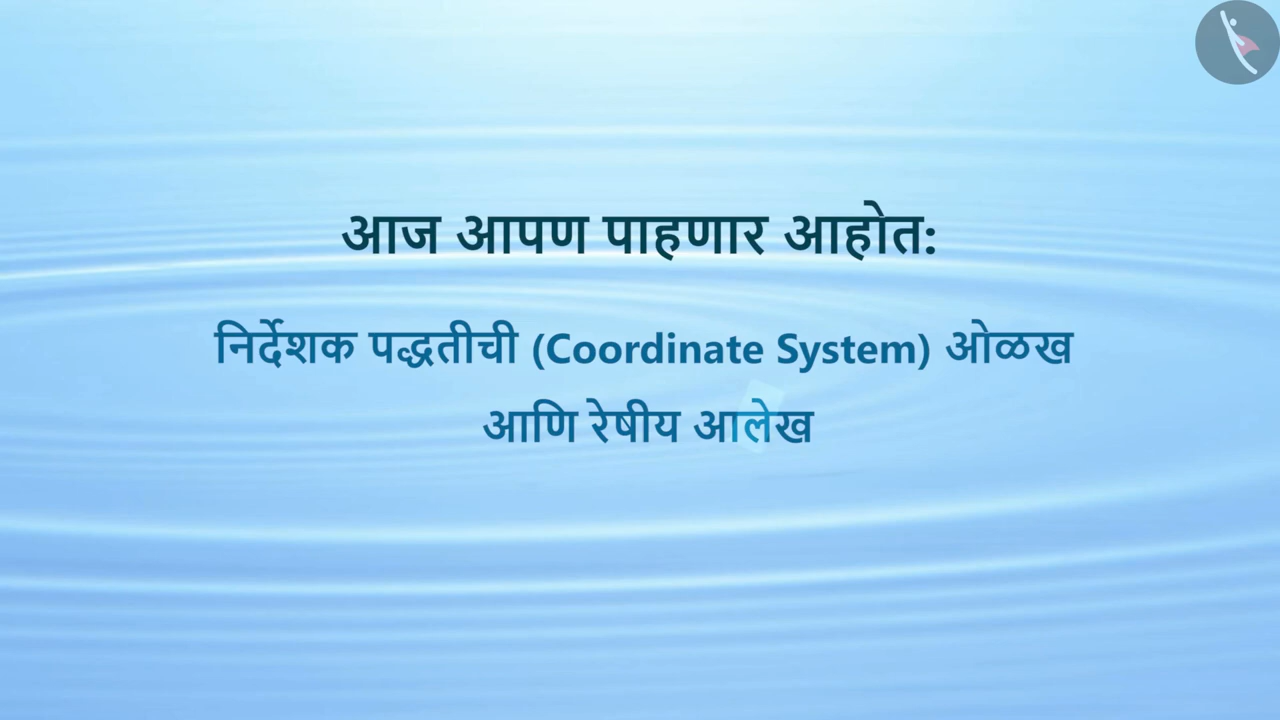 आज आपण पाहणार आहोत:
निर्देशक पद्धतीची (Coordinate System) ओळख
आणि रेषीय आलेख